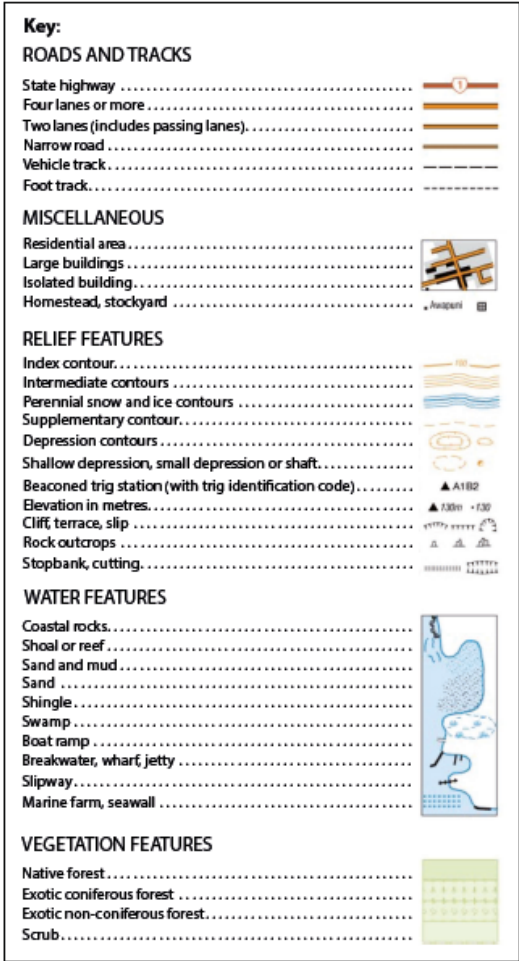 Key:
ROADS AND TRACKS
State highway ........................................ 1
Four lanes or more ........................................
Two lanes (includes passing lanes). ........................................
Narrow road ........................................
Vehicle track ........................................
Foot track. ........................................
MISCELLANEOUS
Residential area ........................................
Large buildings ........................................
Isolated building. ........................................
Homestead, stockyard ........................................ Awapuni
RELIEF FEATURES
Index contour. ........................................ 100
Intermediate contours ........................................
Perennial snow and ice contours ........................................
Supplementary contour. ........................................
Depression contours ........................................
Shallow depression, small depression or shaft. ........................................
Beaconed trig station (with trig identification code) ........................................ ▲ A1B2
Elevation in metres. ........................................ ▲ 130m •130
Cliff, terrace, slip ........................................
Rock outcrops ........................................
Stopbank, cutting. ........................................
WATER FEATURES
Coastal rocks. ........................................
Shoal or reef ........................................
Sand and mud ........................................
Sand ........................................
Shingle ........................................
Swamp ........................................
Boat ramp ........................................
Breakwater, wharf, jetty ........................................
Slipway ........................................
Marine farm, seawall ........................................
VEGETATION FEATURES
Native forest ........................................
Exotic coniferous forest ........................................
Exotic non-coniferous forest. ........................................
Scrub. ........................................